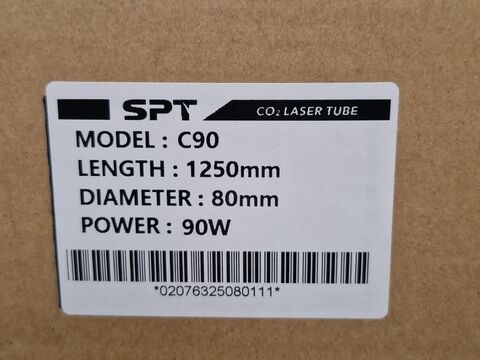 SPT CO₂ LASER TUBE
MODEL : C90
LENGTH : 1250mm
DIAMETER : 80mm
POWER : 90W
*02076325080111*